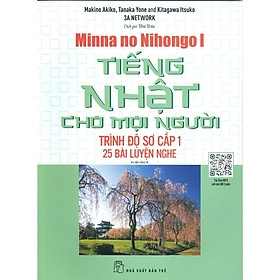 Makino Akiko, Tanaka Yone and Kitagawa Itsuko
3A NETWORK
Minna no Nihongo I
TIẾNG
NHẬT
CHO MỌI NGƯỜI
TRÌNH ĐỘ SƠ CẤP 1
25 BÀI LUYỆN NGHE
NHÀ XUẤT BẢN TRẺ